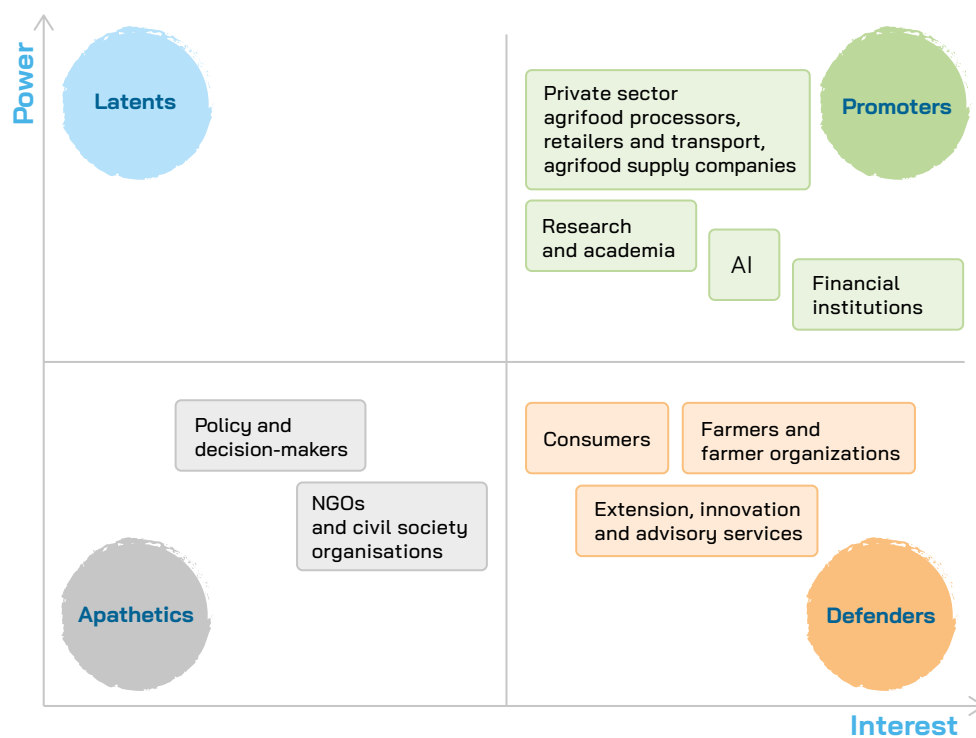 Power
Latents
Private sector
agrifood processors,
retailers and transport,
agrifood supply companies
Promoters
Research
and academia
AI
Financial
institutions
Policy and
decision-makers
NGOs
and civil society
organisations
Apathetics
Consumers
Farmers and
farmer organizations
Extension, innovation
and advisory services
Defenders
Interest